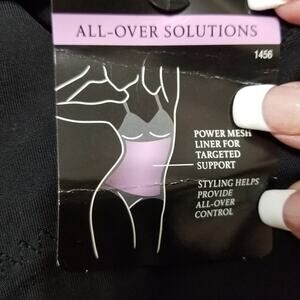 ALL-OVER SOLUTIONS
1456
POWER MESH
LINER FOR
TARGETED
SUPPORT
STYLING HELPS
PROVIDE
ALL-OVER
CONTROL